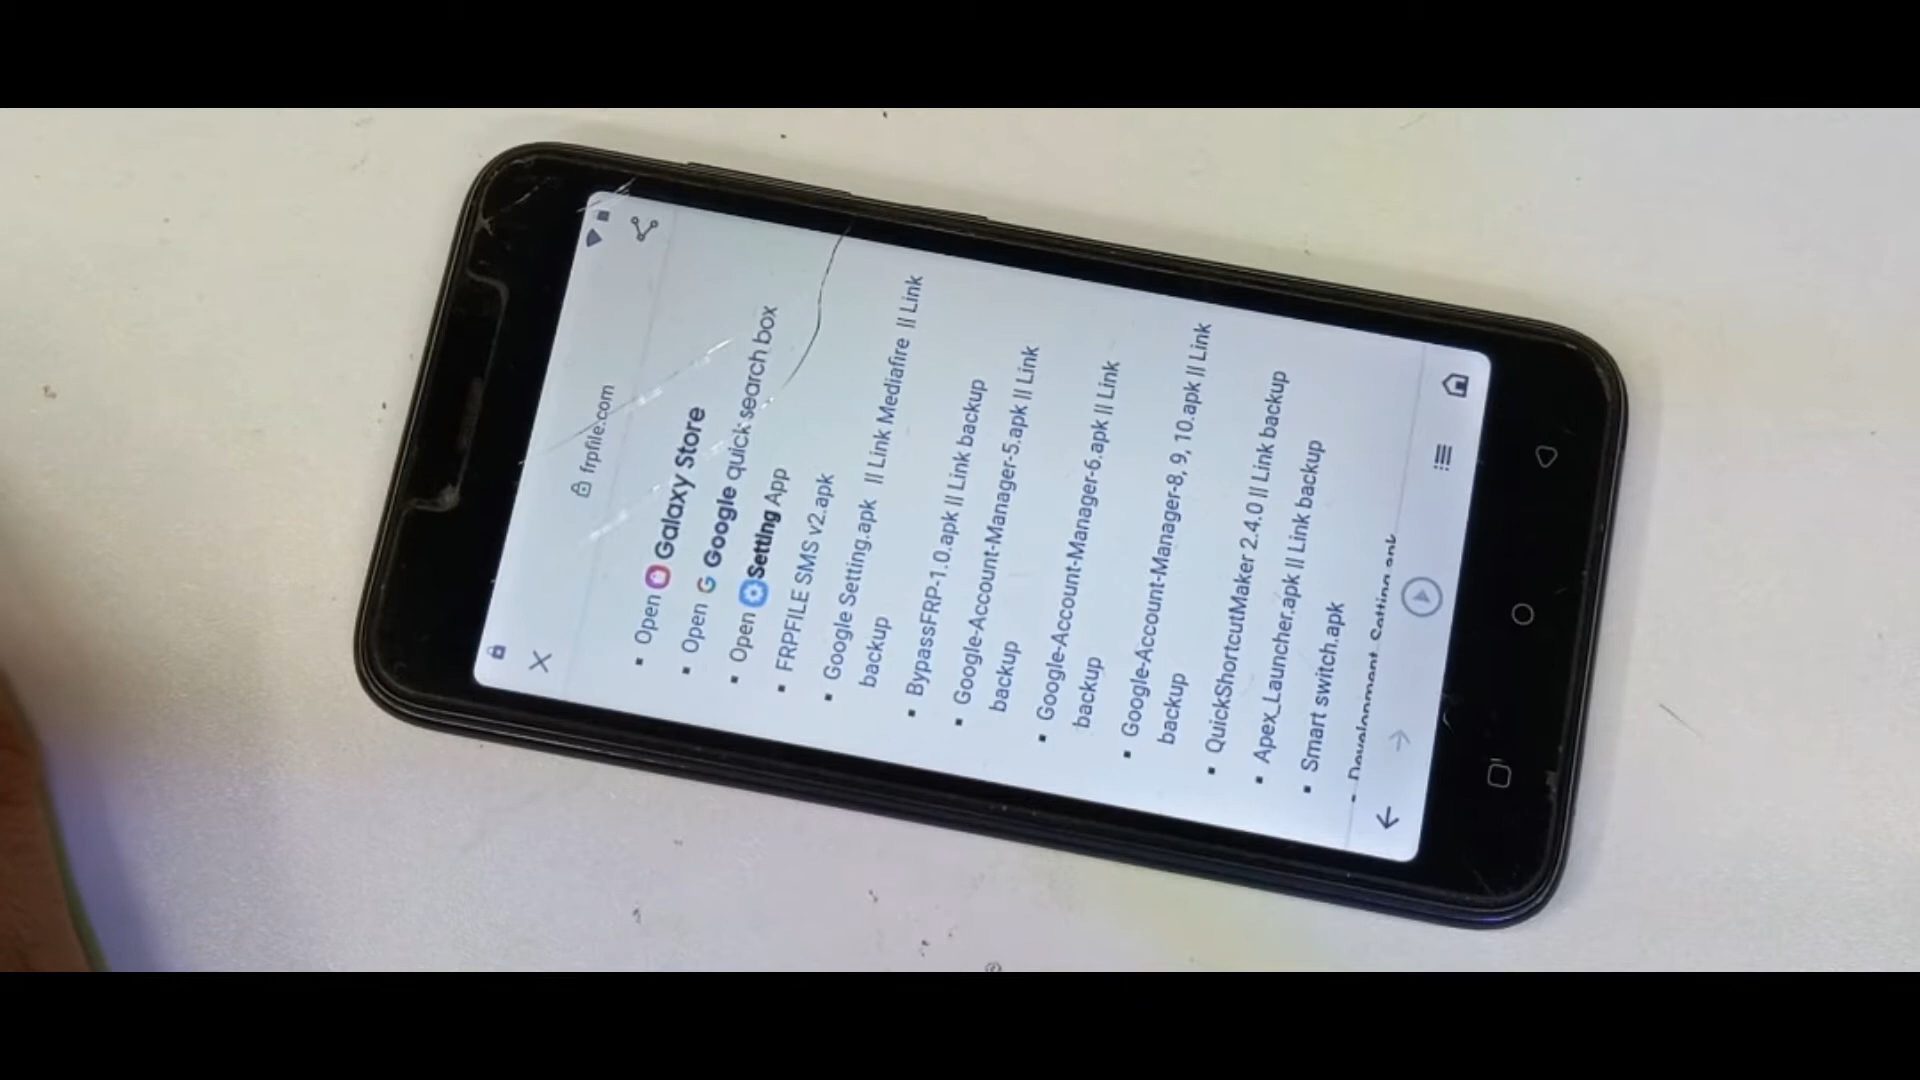 frpfile.com
Open Galaxy Store
Open G Google quick search box
Open Setting App
FRPFILE SMS v2.apk
Google Setting.apk || Link Mediafire || Link
backup
BypassFRP-1.0.apk || Link backup
Google-Account-Manager-5.apk || Link
backup
Google-Account-Manager-6.apk || Link
backup
Google-Account-Manager-8, 9, 10.apk || Link
backup
QuickShortcutMaker 2.4.0 || Link backup
Apex_Launcher.apk || Link backup
Smart switch.apk
Development Setting.apk